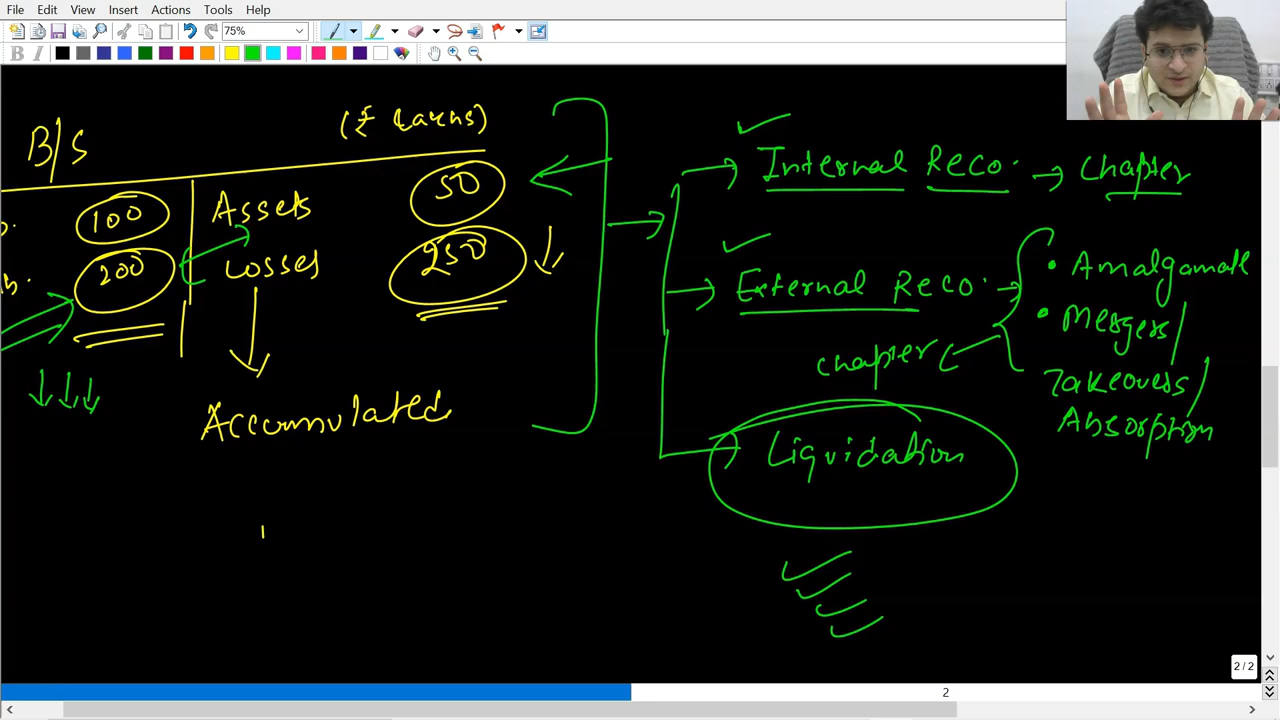 File Edit View Insert Actions Tools Help
75%
B/S (₹ Lakhs)
100 Assets 50
200 Losses 250
Accumulated
Internal Reco. → Chapter
External Reco. →
• Amalgamate
• Mergers/
Takeovers/
Absorption
chapter
Liquidation
2/2
2